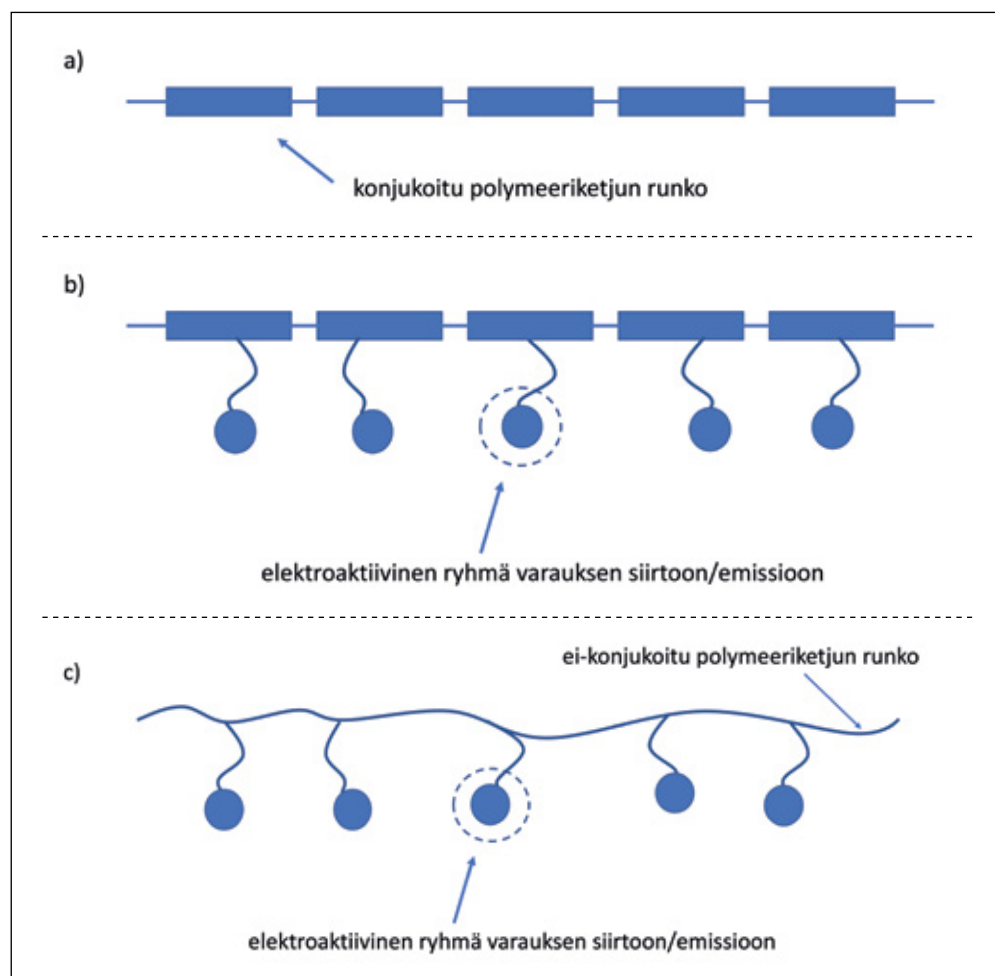 a)
konjukoitu polymeeriketjun runko
b)
elektroaktiivinen ryhmä varauksen siirtoon/emissioon
ei-konjukoitu polymeeriketjun runko
c)
elektroaktiivinen ryhmä varauksen siirtoon/emissioon